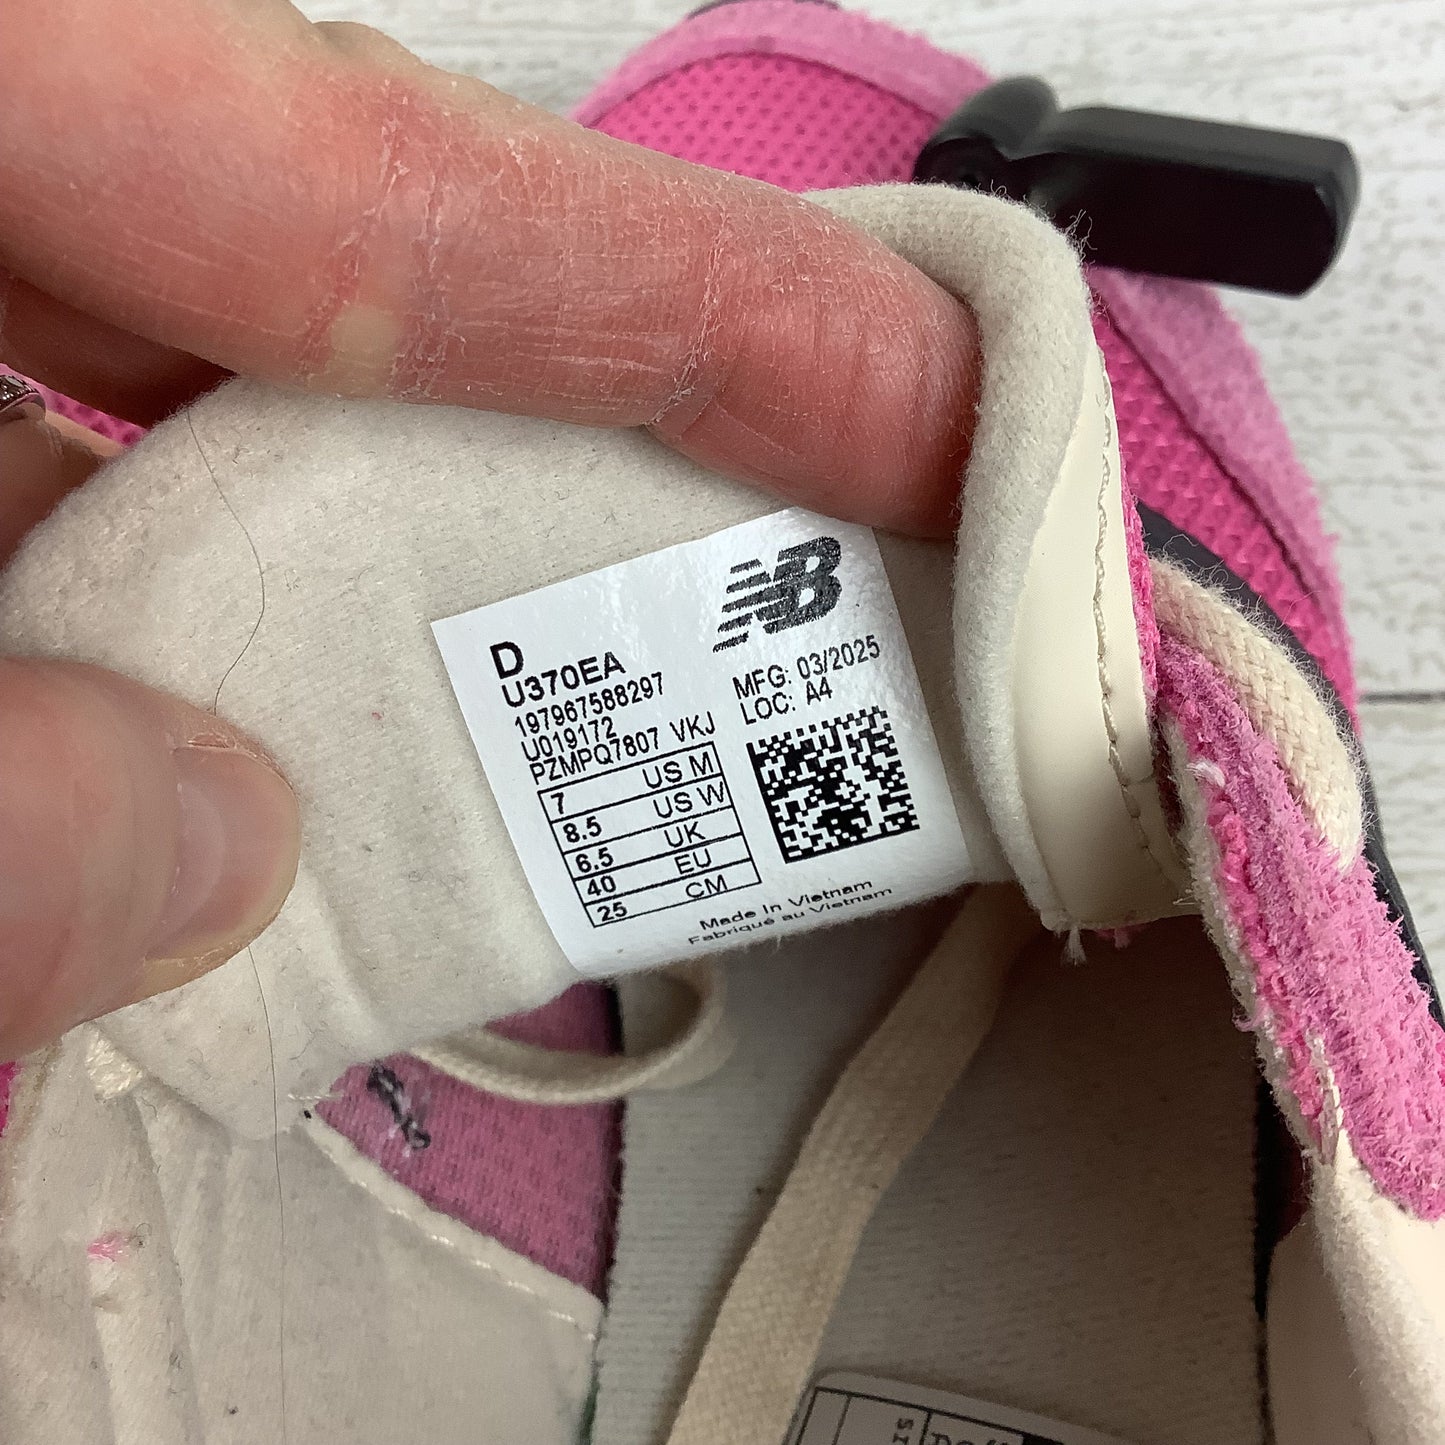 NB
D
U370EA
197967588297
U019172
PZMPQ7807 VKJ
MFG: 03/2025
LOC: A4
7 US M
8.5 US W
6.5 UK
40 EU
25 CM
Made In Vietnam
Fabriqué au Vietnam